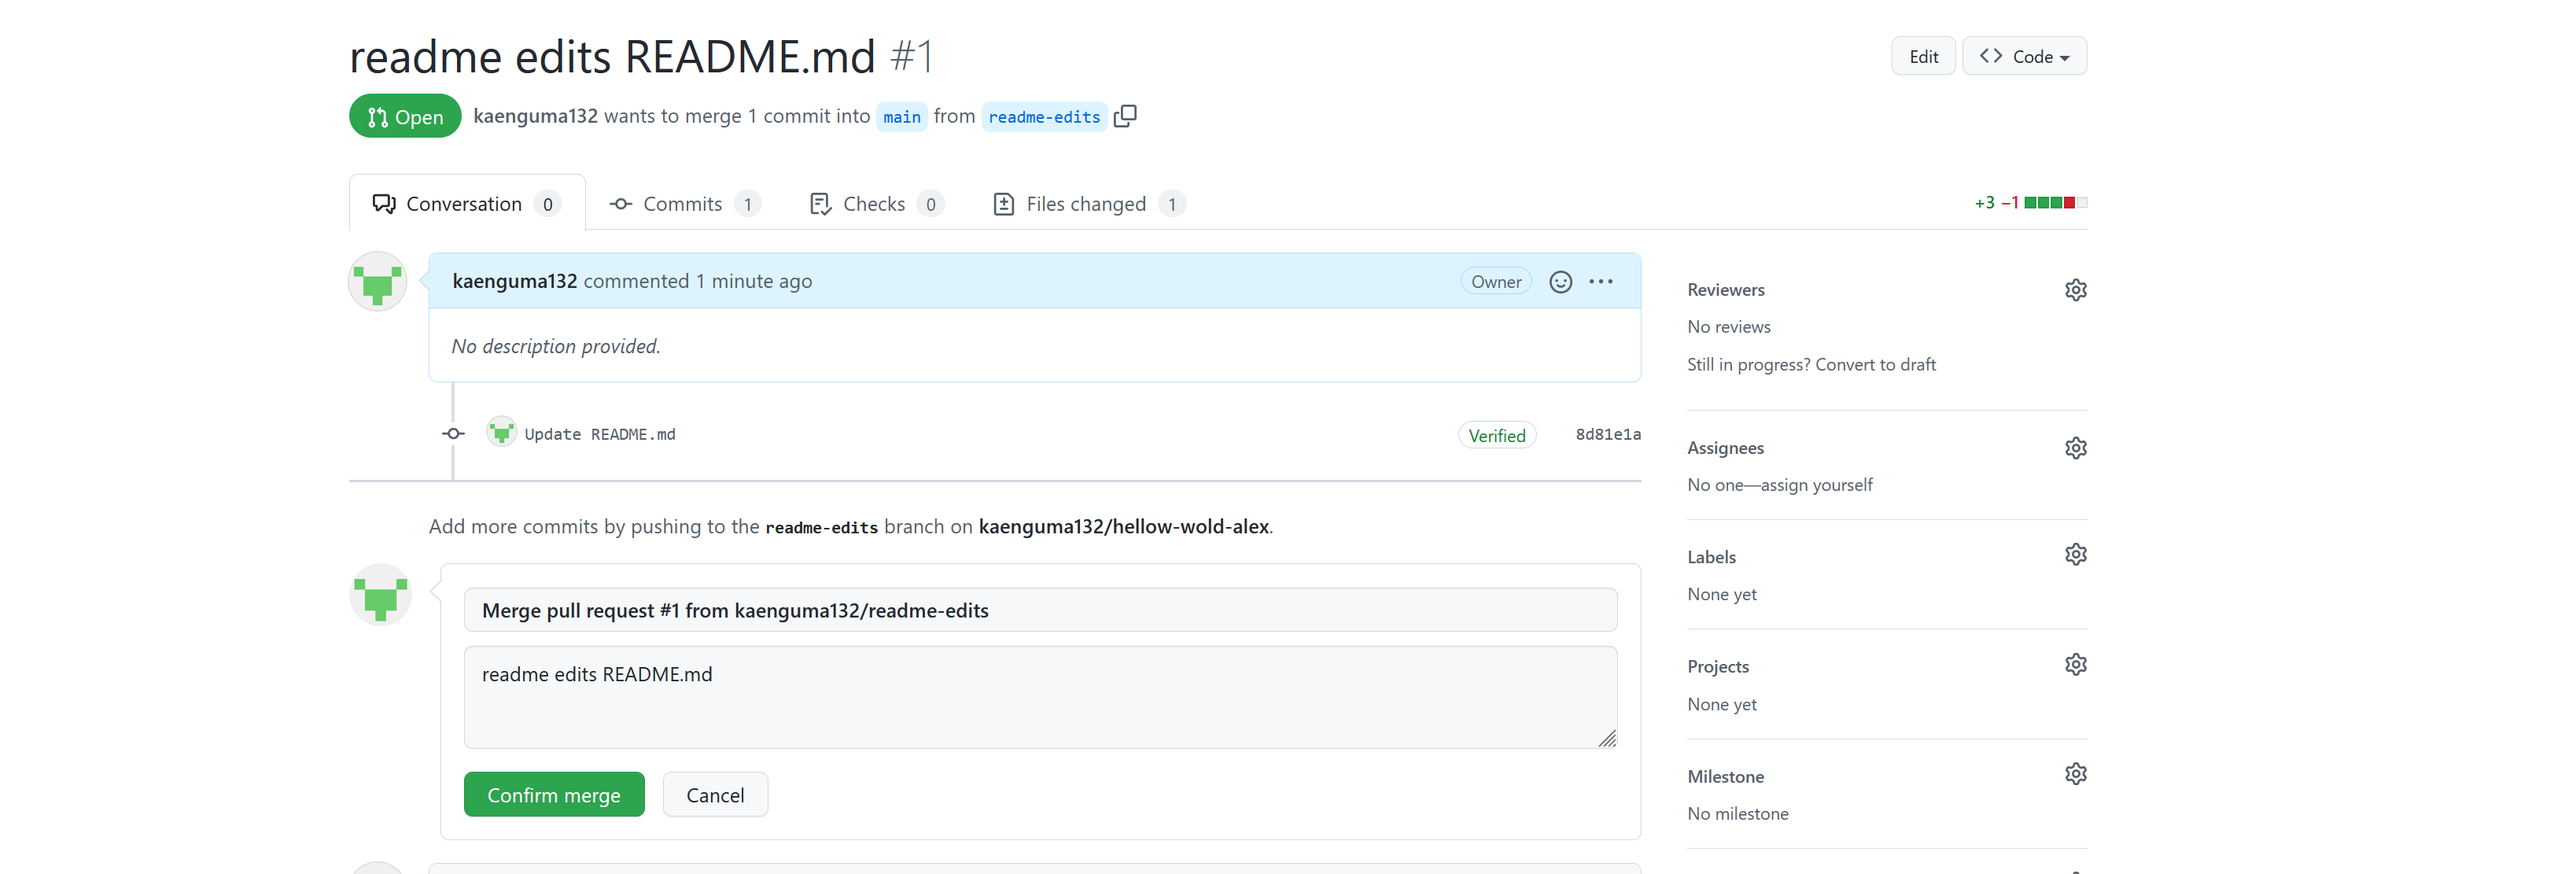 readme edits README.md #1
Edit
Code
Open
kaenguma132 wants to merge 1 commit into main from readme-edits
Conversation 0
Commits 1
Checks 0
Files changed 1
+3 −1
kaenguma132 commented 1 minute ago
Owner
No description provided.
Update README.md
Verified
8d81e1a
Add more commits by pushing to the readme-edits branch on kaenguma132/hellow-wold-alex.
Merge pull request #1 from kaenguma132/readme-edits
readme edits README.md
Confirm merge
Cancel
Reviewers
No reviews
Still in progress? Convert to draft
Assignees
No one—assign yourself
Labels
None yet
Projects
None yet
Milestone
No milestone